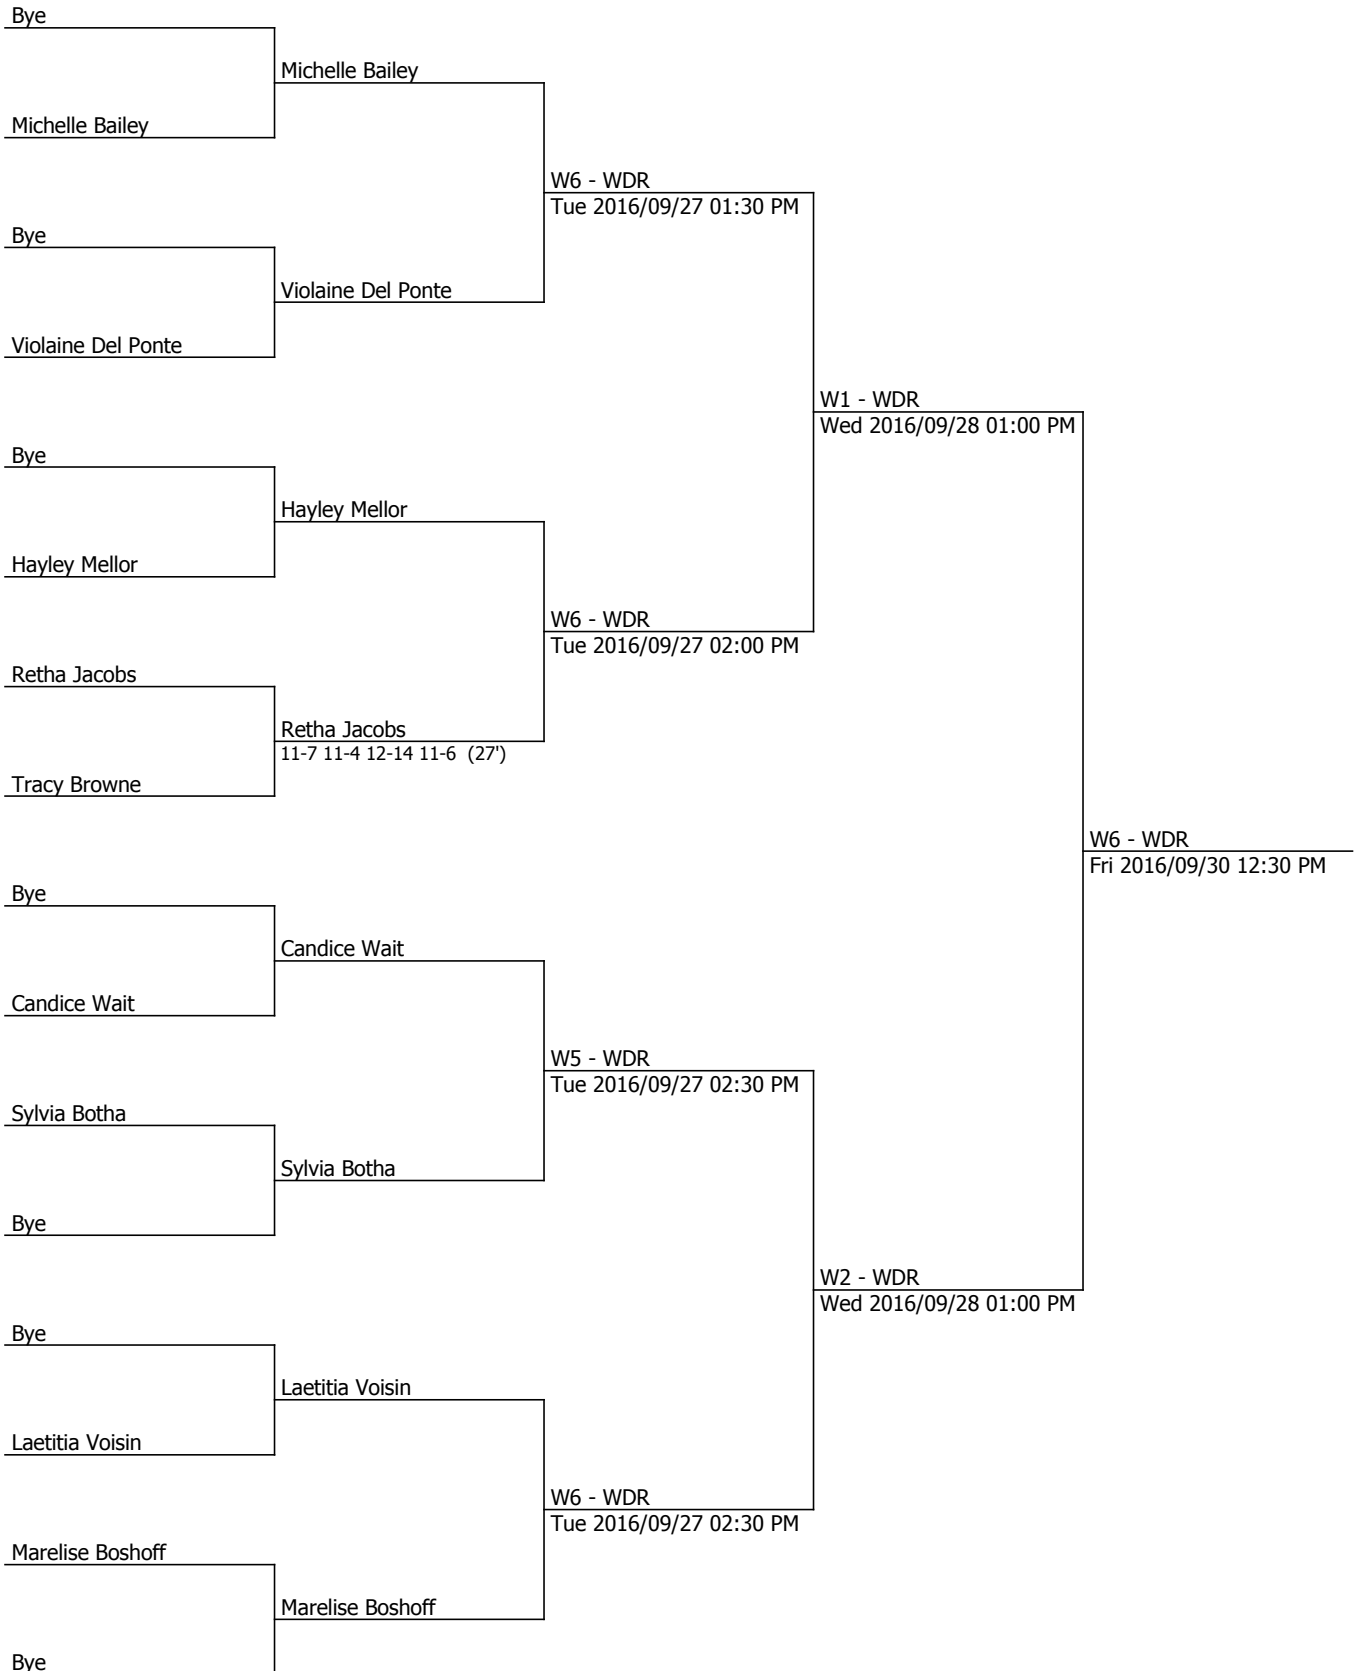 Bye
Michelle Bailey
Michelle Bailey
W6 - WDR
Tue 2016/09/27 01:30 PM
Bye
Violaine Del Ponte
Violaine Del Ponte
W1 - WDR
Wed 2016/09/28 01:00 PM
Bye
Hayley Mellor
Hayley Mellor
W6 - WDR
Tue 2016/09/27 02:00 PM
Retha Jacobs
Retha Jacobs
11-7 11-4 12-14 11-6 (27')
Tracy Browne
W6 - WDR
Fri 2016/09/30 12:30 PM
Bye
Candice Wait
Candice Wait
W5 - WDR
Tue 2016/09/27 02:30 PM
Sylvia Botha
Sylvia Botha
Bye
W2 - WDR
Wed 2016/09/28 01:00 PM
Bye
Laetitia Voisin
Laetitia Voisin
W6 - WDR
Tue 2016/09/27 02:30 PM
Marelise Boshoff
Marelise Boshoff
Bye